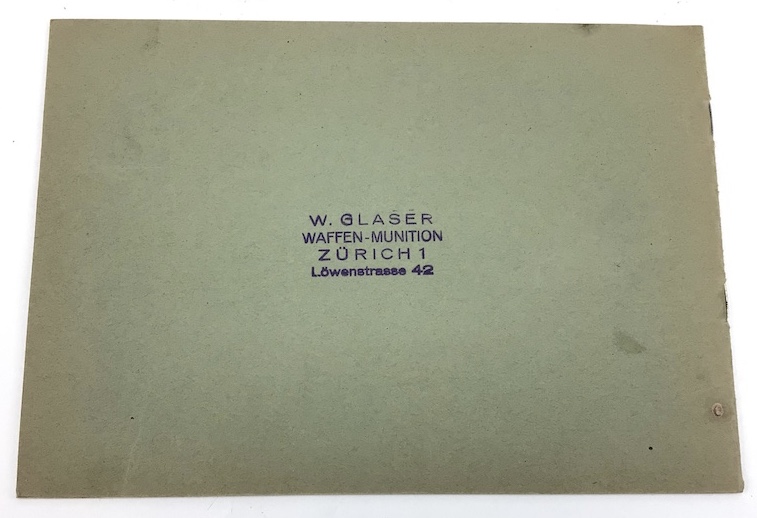 W. GLASER
WAFFEN-MUNITION
ZÜRICH 1
Löwenstrasse 42